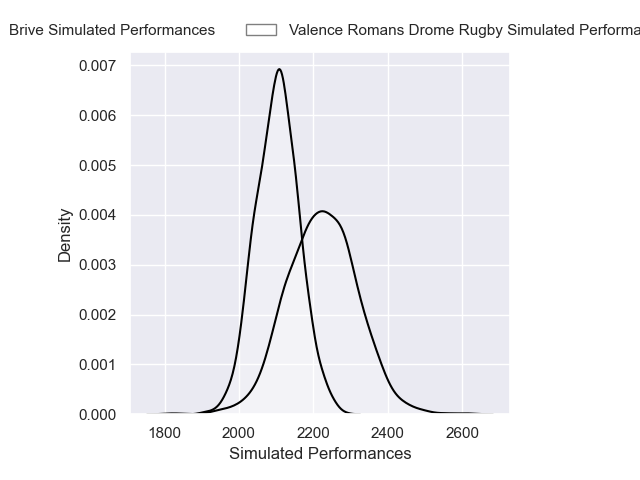 Brive Simulated Performances
Valence Romans Drome Rugby Simulated Performa
0.007
0.006
0.005
0.004
0.003
0.002
0.001
0.000
Density
1800 2000 2200 2400 2600
Simulated Performances